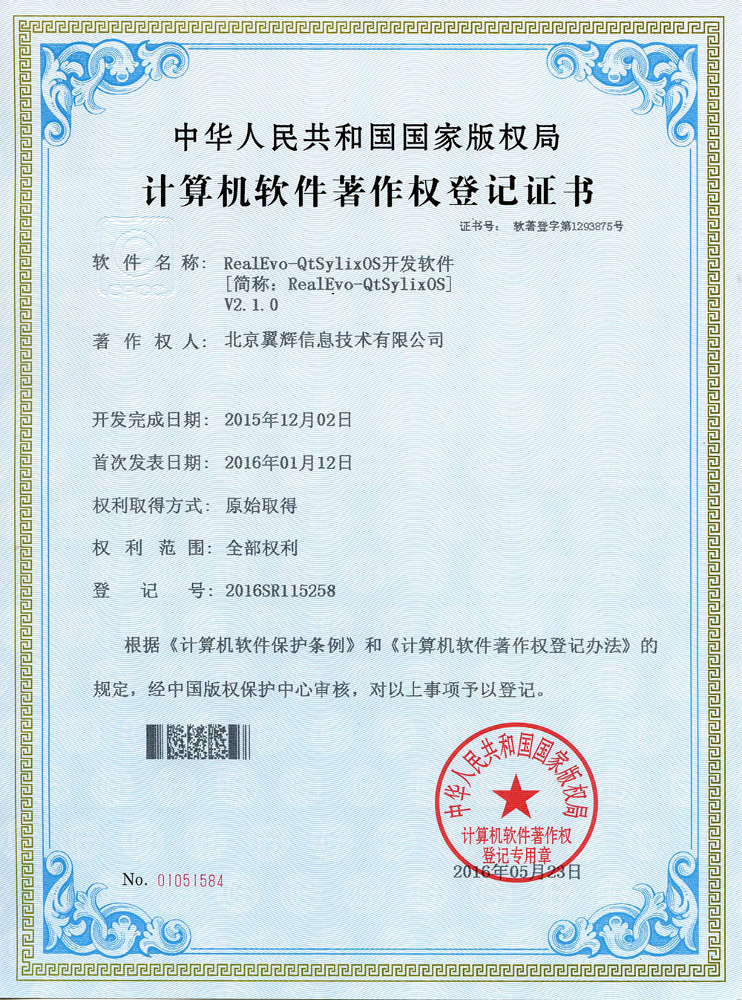 中华人民共和国国家版权局
计算机软件著作权登记证书
证书号： 软著登字第1293875号
软件名称： RealEvo-QtSylixOS开发软件
[简称：RealEvo-QtSylixOS]
V2.1.0
著作权人： 北京翼辉信息技术有限公司
开发完成日期： 2015年12月02日
首次发表日期： 2016年01月12日
权利取得方式： 原始取得
权利范围： 全部权利
登记号： 2016SR115258
根据《计算机软件保护条例》和《计算机软件著作权登记办法》的
规定，经中国版权保护中心审核，对以上事项予以登记。
中华人民共和国国家版权局
计算机软件著作权
登记专用章
2016年05月23日
No. 01051584
CPCC